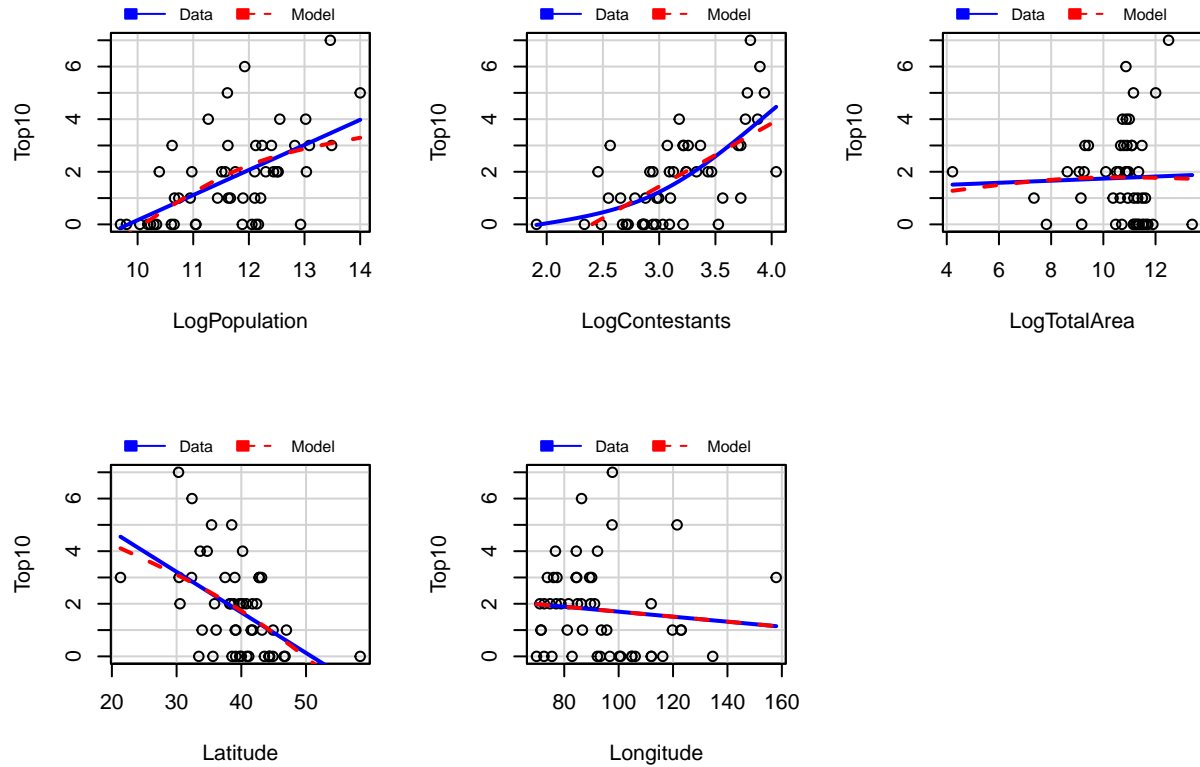 Data Model
Top10
0 2 4 6
10 11 12 13 14
LogPopulation
Data Model
Top10
0 2 4 6
2.0 2.5 3.0 3.5 4.0
LogContestants
Data Model
Top10
0 2 4 6
4 6 8 10 12
LogTotalArea
Data Model
Top10
0 2 4 6
20 30 40 50
Latitude
Data Model
Top10
0 2 4 6
80 100 120 140 160
Longitude